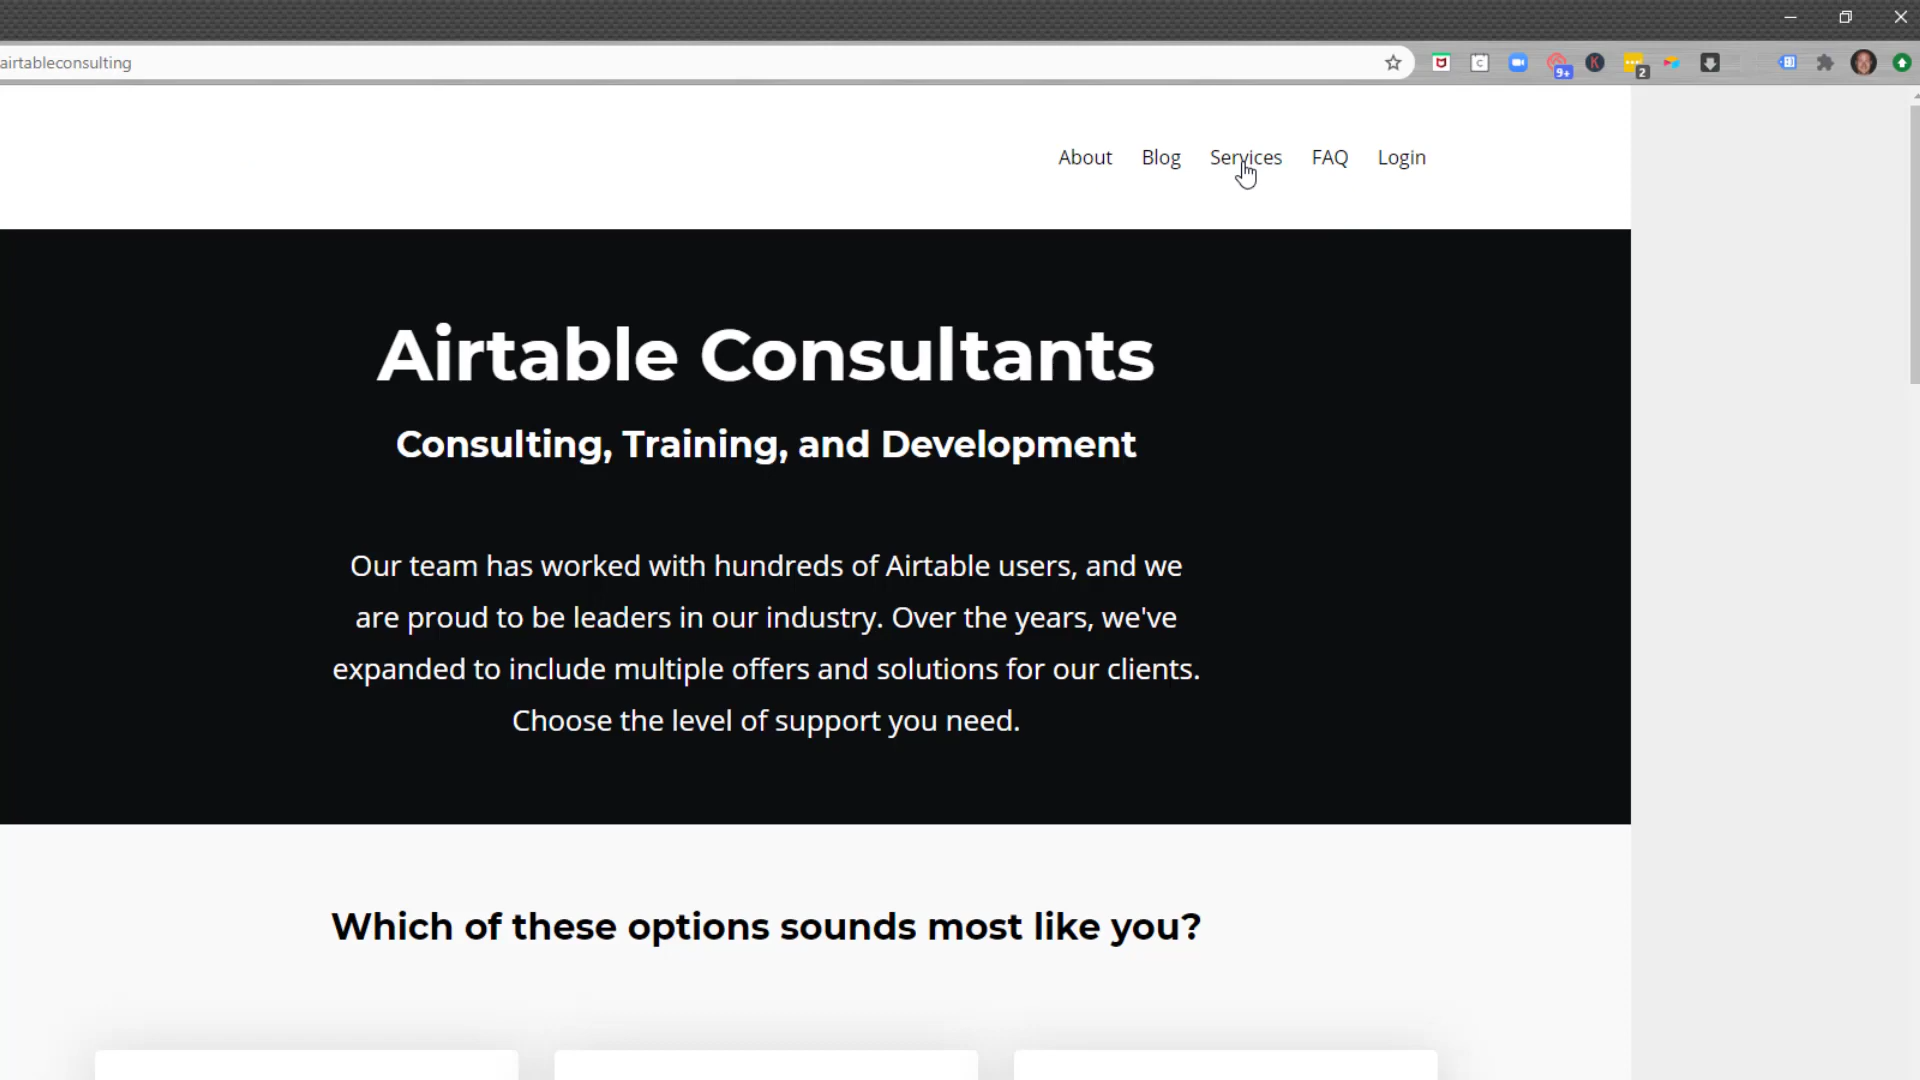 airtableconsulting
9+
2
About Blog Services FAQ Login
Airtable Consultants
Consulting, Training, and Development
Our team has worked with hundreds of Airtable users, and we
are proud to be leaders in our industry. Over the years, we've
expanded to include multiple offers and solutions for our clients.
Choose the level of support you need.
Which of these options sounds most like you?